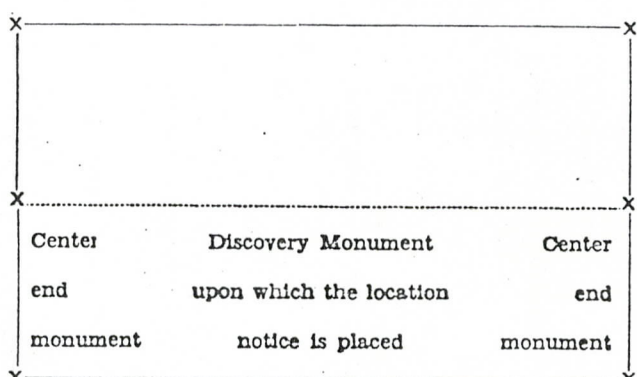 Center Discovery Monument Center
end upon which the location end
monument notice is placed monument